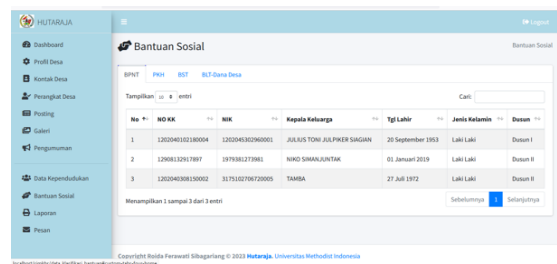 HUTARAJA
Logout
Dashboard
Profil Desa
Kontak Desa
Perangkat Desa
Posting
Galeri
Pengumuman
Data Kependudukan
Bantuan Sosial
Laporan
Pesan
Bantuan Sosial
Bantuan Sosial
BPNT PKH BST BLT-Dana Desa
Tampilkan 10 entri Cari:
No NO KK NIK Kepala Keluarga Tgl Lahir Jenis Kelamin Dusun
1 1202040102180004 1202045302960001 JULIUS TONI JULPIKER SIAGIAN 20 September 1953 Laki Laki Dusun I
2 12908132917897 1979381273981 NIKO SIMANJUNTAK 01 Januari 2019 Laki Laki Dusun II
3 1202040308150002 3175102706720005 TAMBA 27 Juli 1972 Laki Laki Dusun II
Menampilkan 1 sampai 3 dari 3 entri Sebelumnya 1 Selanjutnya
Copyright Roida Ferawati Sibagariang © 2023 Hutaraja. Universitas Methodist Indonesia